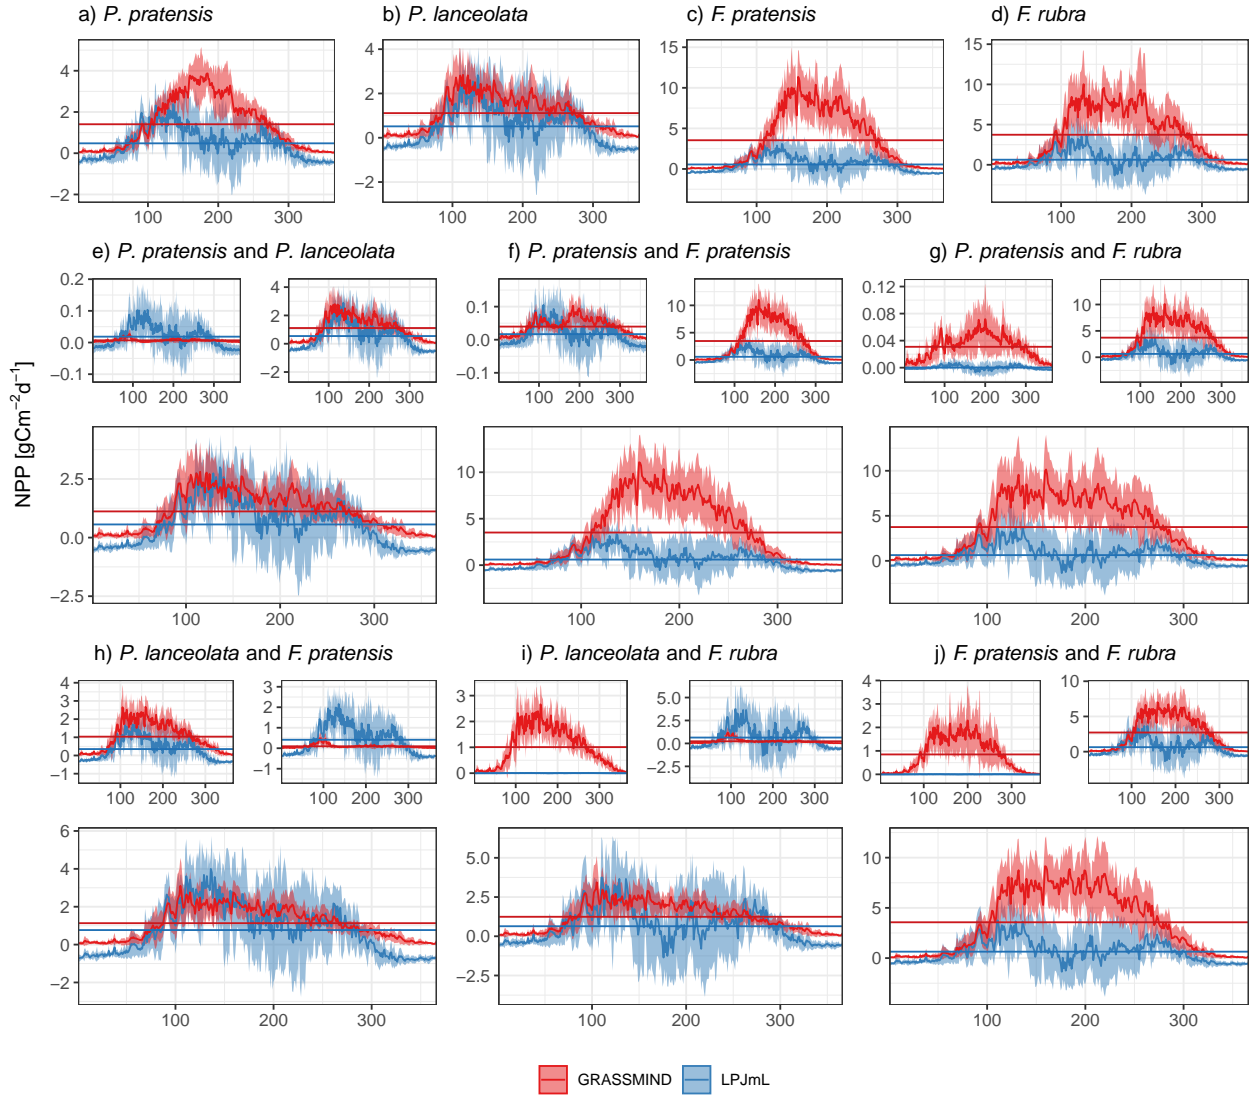 a) P. pratensis
b) P. lanceolata
c) F. pratensis
d) F. rubra
4
2
0
−2
100 200 300
4
2
0
−2
100 200 300
15
10
5
0
100 200 300
15
10
5
0
100 200 300
e) P. pratensis and P. lanceolata
f) P. pratensis and F. pratensis
g) P. pratensis and F. rubra
0.2
0.1
0.0
−0.1
100 200 300
4
2
0
−2
100 200 300
0.1
0.0
−0.1
100 200 300
10
5
0
100 200 300
0.12
0.08
0.04
0.00
100 200 300
10
5
0
100 200 300
NPP [gCm−2d−1]
2.5
0.0
−2.5
100 200 300
10
5
0
100 200 300
10
5
0
100 200 300
h) P. lanceolata and F. pratensis
i) P. lanceolata and F. rubra
j) F. pratensis and F. rubra
4
3
2
1
0
−1
100 200 300
3
2
1
0
−1
100 200 300
3
2
1
0
100 200 300
5.0
2.5
0.0
−2.5
100 200 300
4
3
2
1
0
100 200 300
10
5
0
100 200 300
6
4
2
0
−2
100 200 300
5.0
2.5
0.0
−2.5
100 200 300
10
5
0
100 200 300
GRASSMIND LPJmL